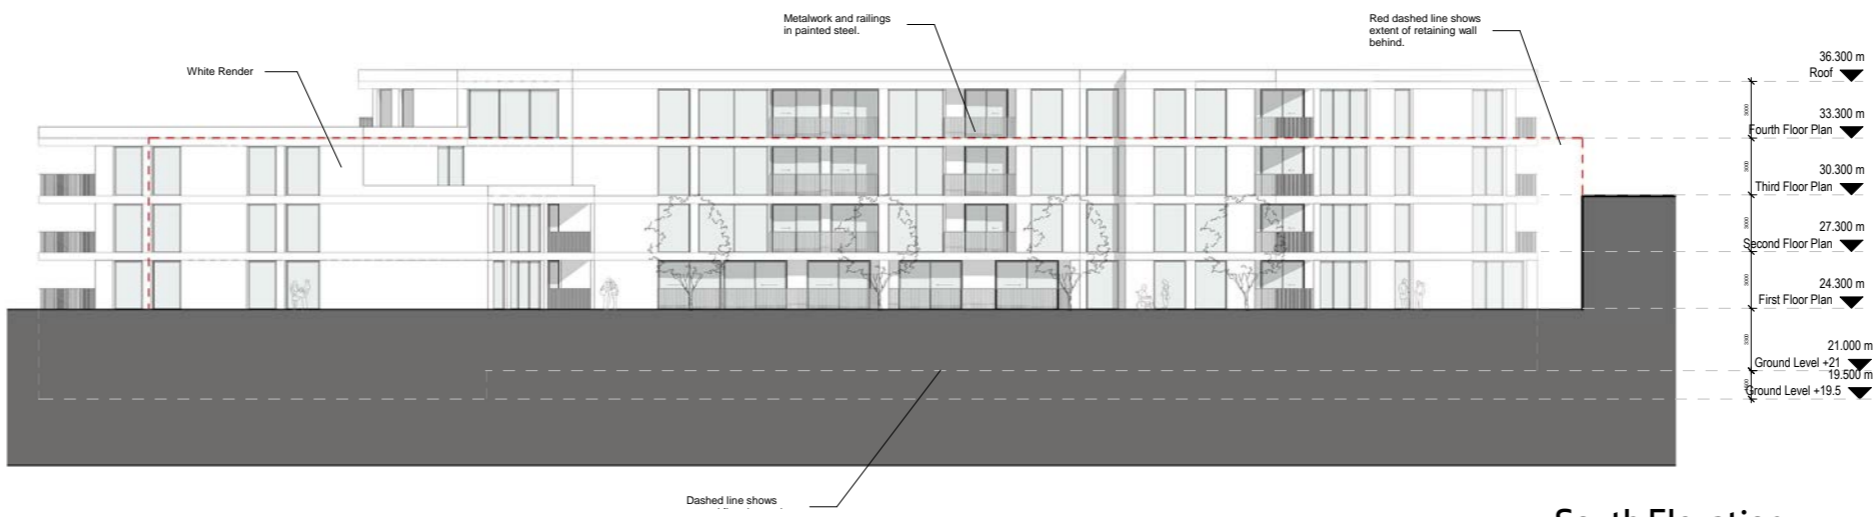 Metalwork and railings
in painted steel.
Red dashed line shows
extent of retaining wall
behind.
White Render
36.300 m
Roof
33.300 m
Fourth Floor Plan
30.300 m
Third Floor Plan
27.300 m
Second Floor Plan
24.300 m
First Floor Plan
21.000 m
Ground Level +21
19.500 m
Ground Level +19.5
Dashed line shows
South Elevation